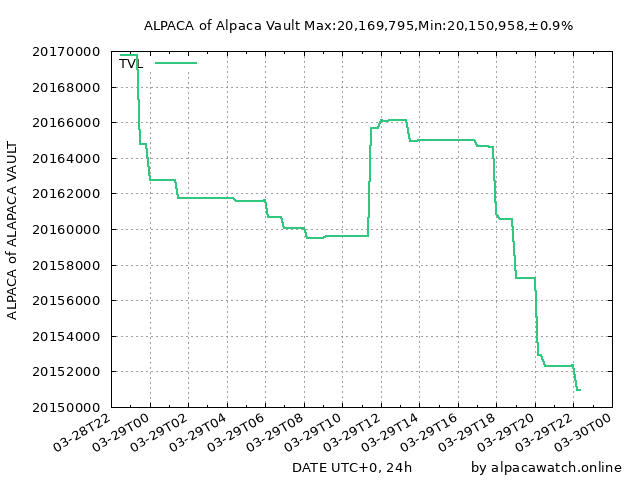 ALPACA of Alpaca Vault Max:20,169,795,Min:20,150,958,±0.9%
TVL
ALPACA of ALAPACA VAULT
20170000
20168000
20166000
20164000
20162000
20160000
20158000
20156000
20154000
20152000
20150000
03-28T22
03-29T00
03-29T02
03-29T04
03-29T06
03-29T08
03-29T10
03-29T12
03-29T14
03-29T16
03-29T18
03-29T20
03-29T22
03-30T00
DATE UTC+0, 24h
by alpacawatch.online